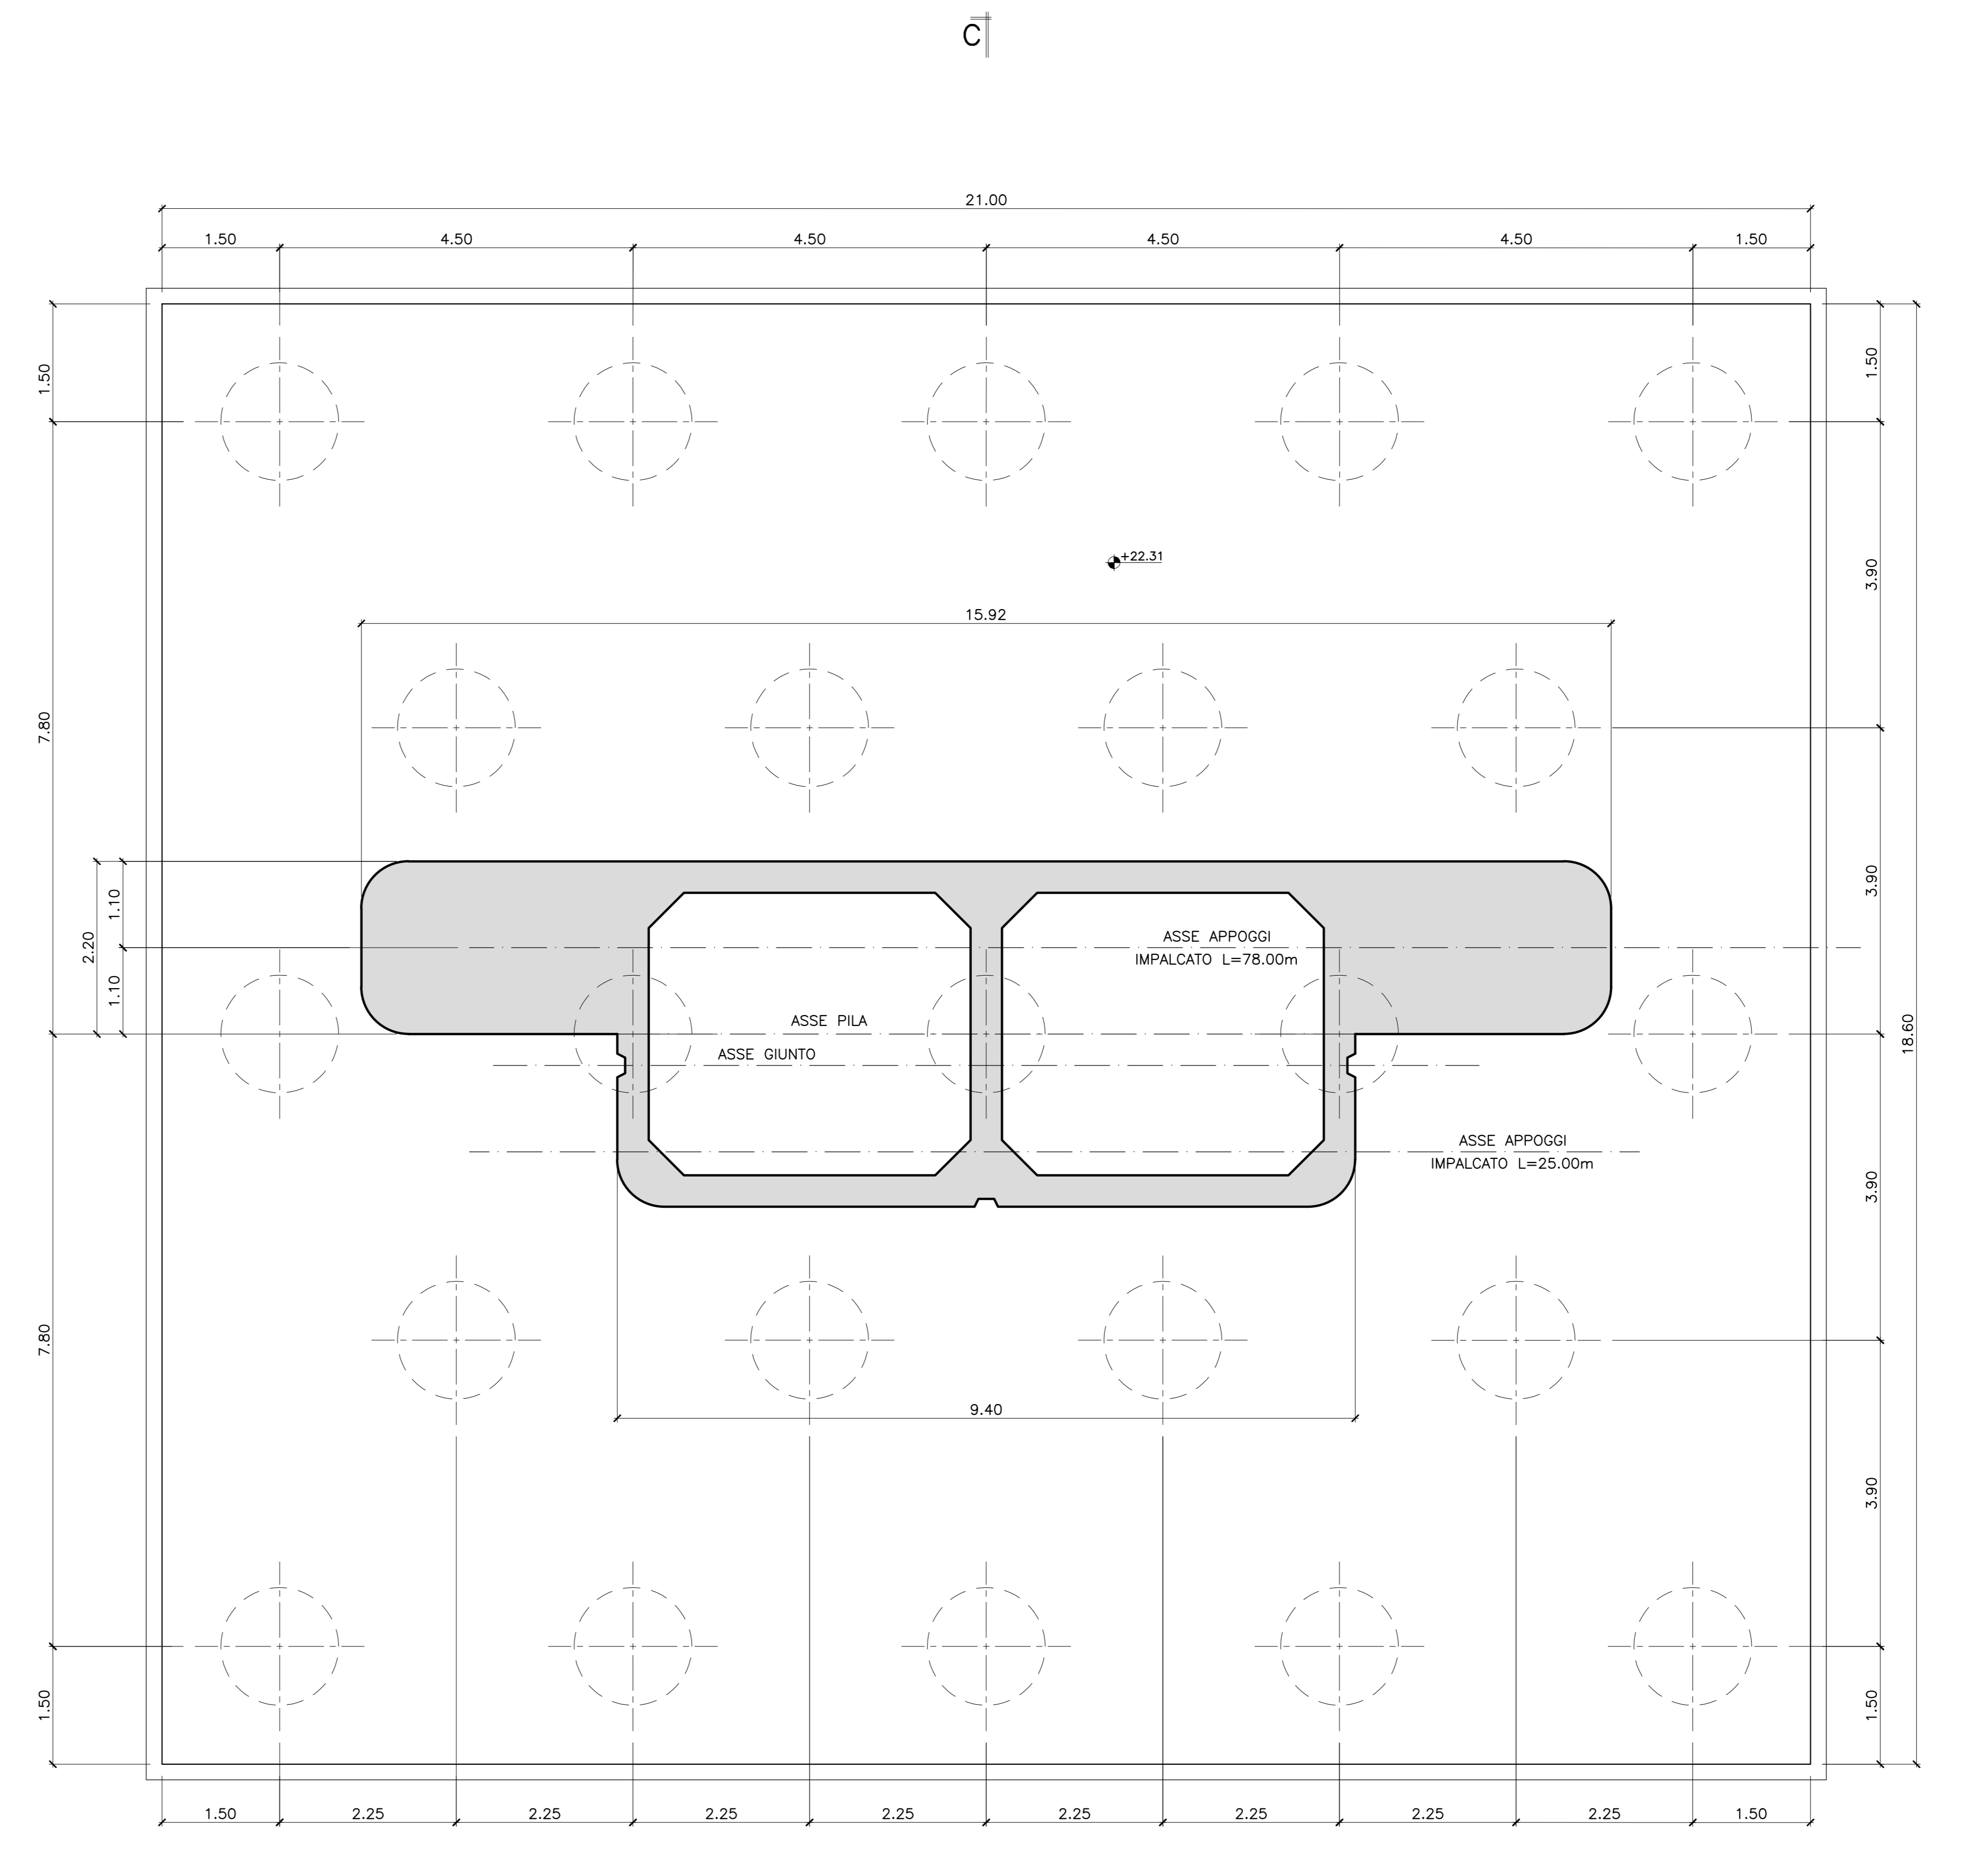 C
21.00
1.50 4.50 4.50 4.50 4.50 1.50
1.50
1.50
+22.31
3.90
15.92
7.80
3.90
1.10
2.20
ASSE APPOGGI
IMPALCATO L=78.00m
1.10
ASSE PILA
18.60
ASSE GIUNTO
ASSE APPOGGI
IMPALCATO L=25.00m
3.90
7.80
9.40
3.90
1.50
1.50
1.50 2.25 2.25 2.25 2.25 2.25 2.25 2.25 2.25 1.50